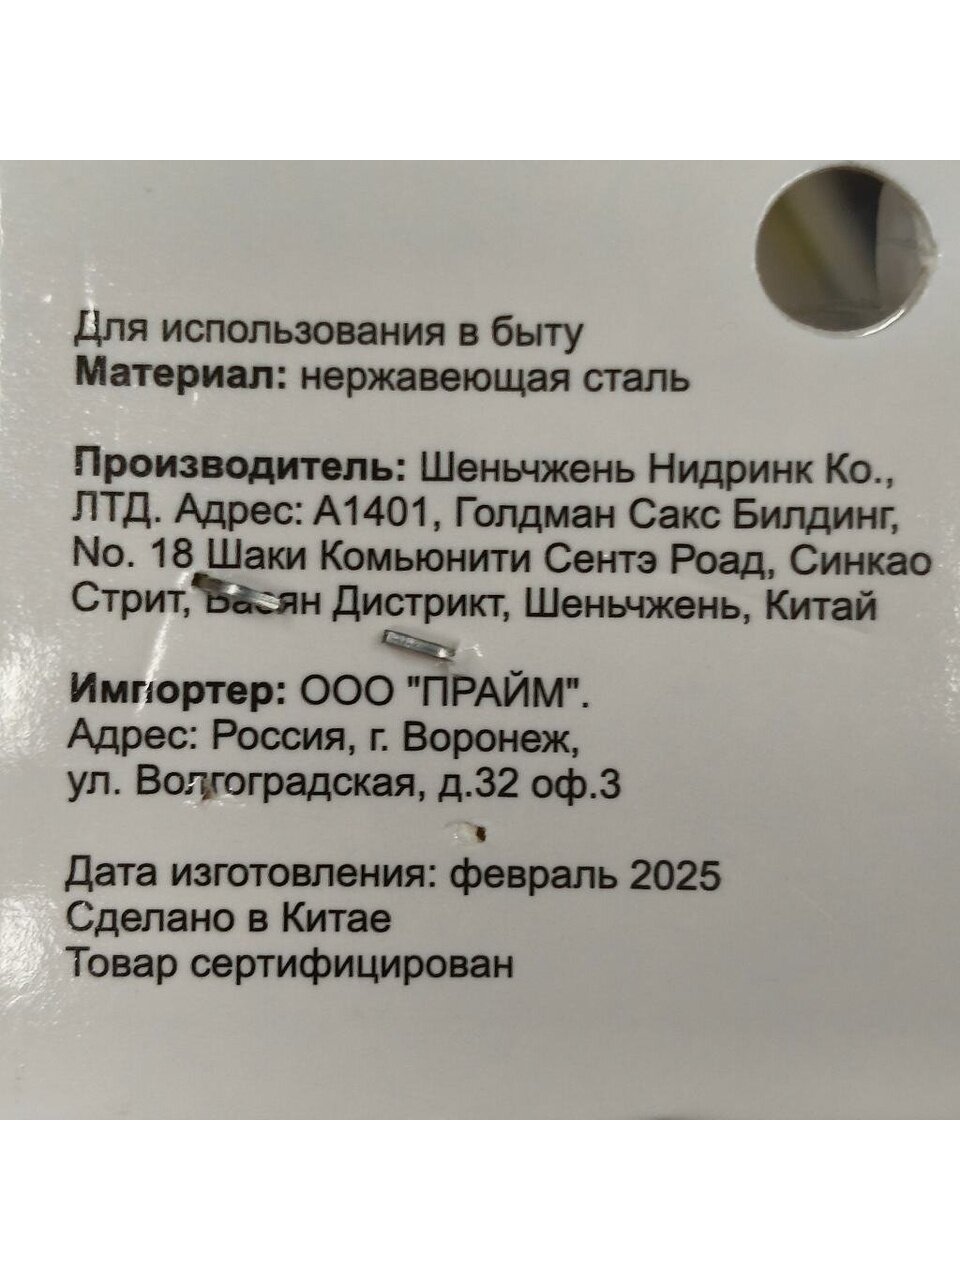 Для использования в быту
Материал: нержавеющая сталь
Производитель: Шеньчжень Нидринк Ко.,
ЛТД. Адрес: А1401, Голдман Сакс Билдинг,
No. 18 Шаки Комьюнити Сентэ Роад, Синкао
Стрит, Дистрикт, Шеньчжень, Китай
Импортер: ООО "ПРАЙМ".
Адрес: Россия, г. Воронеж,
ул. Волгоградская, д.32 оф.3
Дата изготовления: февраль 2025
Сделано в Китае
Товар сертифицирован